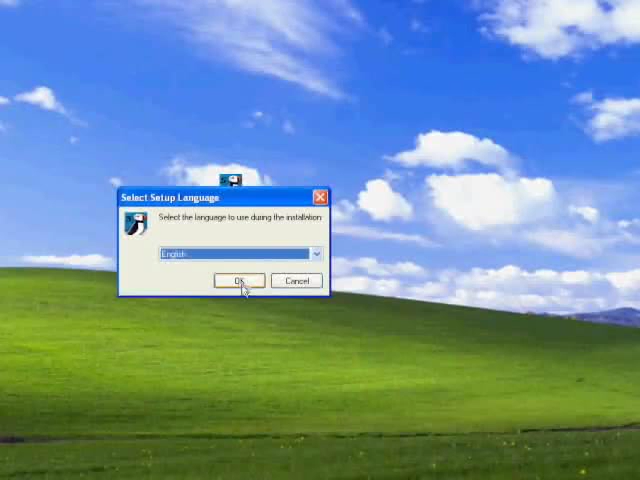 Select Setup Language
Select the language to use during the installation:
English
OK
Cancel